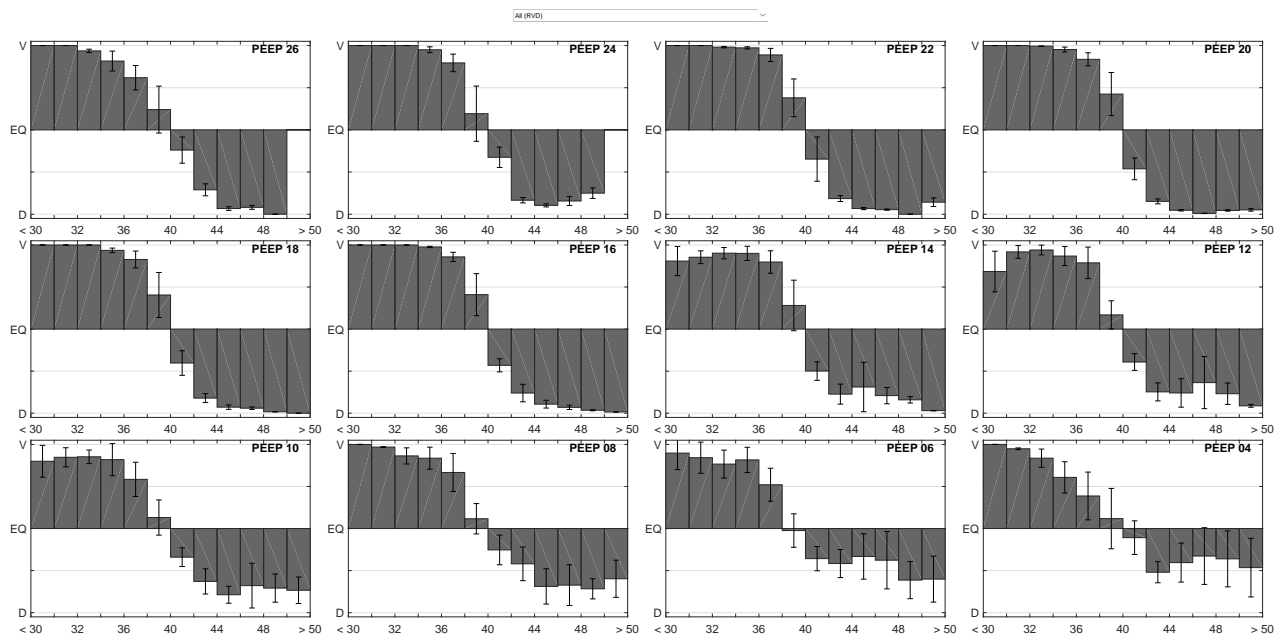 All (RVD)
PEEP 26 PEEP 24 PEEP 22 PEEP 20
V V V V
EQ EQ EQ EQ
D D D D
< 30 32 36 40 44 48 > 50 < 30 32 36 40 44 48 > 50 < 30 32 36 40 44 48 > 50 < 30 32 36 40 44 48 > 50
PEEP 18 PEEP 16 PEEP 14 PEEP 12
V V V V
EQ EQ EQ EQ
D D D D
< 30 32 36 40 44 48 > 50 < 30 32 36 40 44 48 > 50 < 30 32 36 40 44 48 > 50 < 30 32 36 40 44 48 > 50
PEEP 10 PEEP 08 PEEP 06 PEEP 04
V V V V
EQ EQ EQ EQ
D D D D
< 30 32 36 40 44 48 > 50 < 30 32 36 40 44 48 > 50 < 30 32 36 40 44 48 > 50 < 30 32 36 40 44 48 > 50